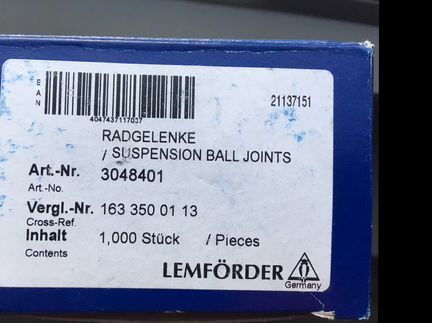 EAN
4047437117037
21137151
RADGELENKE
/ SUSPENSION BALL JOINTS
Art.-Nr. 3048401
Art.-No.
Vergl.-Nr. 163 350 01 13
Cross-Ref.
Inhalt 1,000 Stück / Pieces
Contents
LEMFÖRDER
Germany